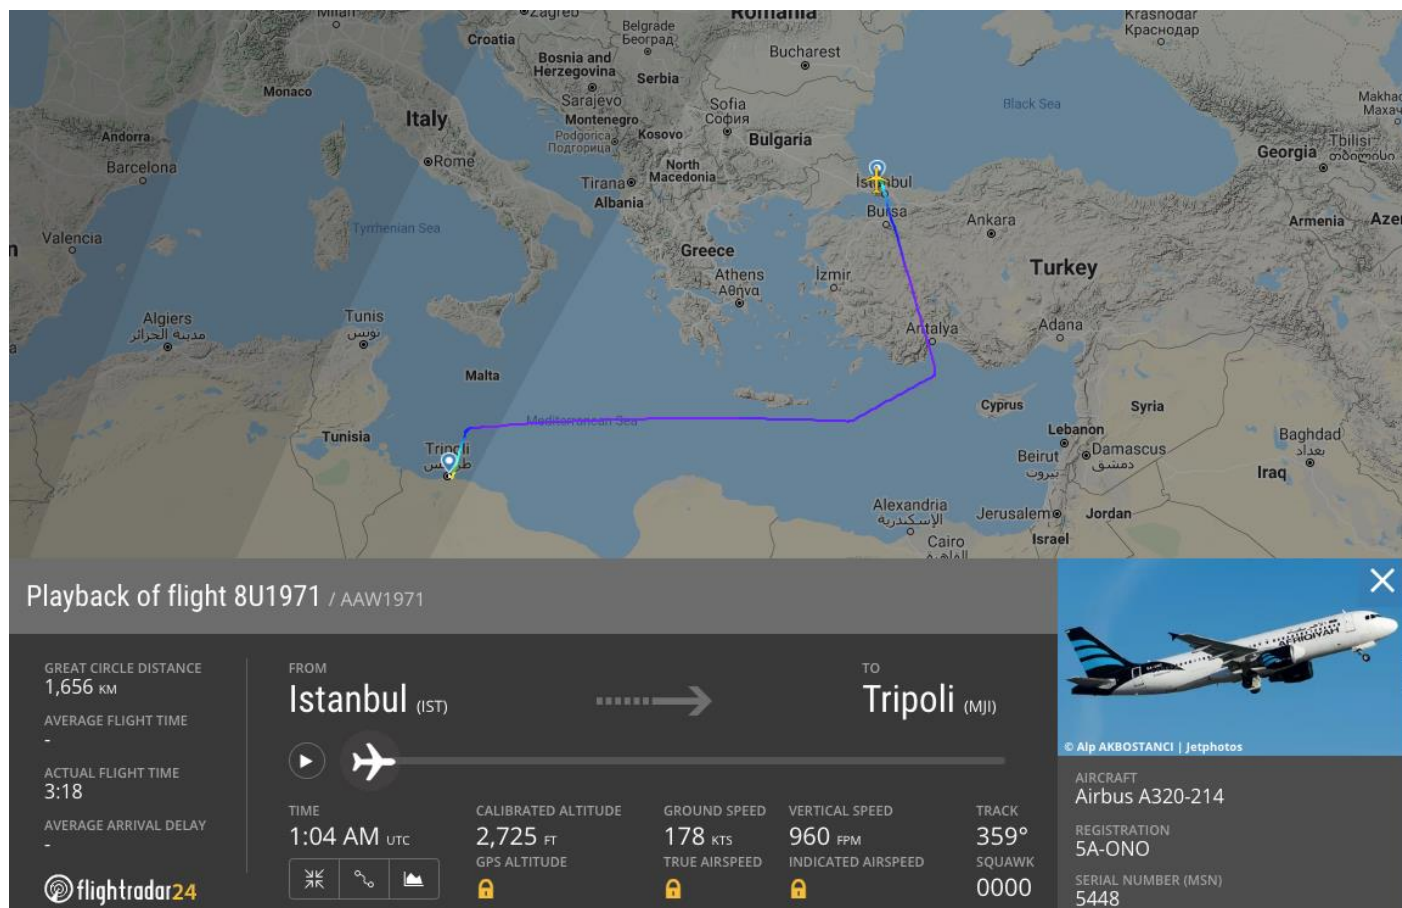 Milan
Zagreb
Romania
Krasnodar
Краснодар
Croatia
Belgrade
Београд
Bosnia and
Herzegovina
Serbia
Bucharest
Monaco
Sarajevo
Sofia
София
Black Sea
Italy
Montenegro
Podgorica
Подгорица
Kosovo
Bulgaria
Andorra
Barcelona
Rome
North
Macedonia
Tirana
Albania
Georgia
Tbilisi
თბილისი
İstanbul
Bursa
Ankara
Armenia
Valencia
Tyrrhenian Sea
Greece
Athens
Αθήνα
İzmir
Turkey
Algiers
مدينة الجزائر
Tunis
تونس
Antalya
Adana
Malta
Cyprus
Syria
Mediterranean Sea
Tunisia
Tripoli
Lebanon
Beirut
بيروت
Damascus
دمشق
Baghdad
بغداد
Iraq
Alexandria
الإسكندرية
Jerusalem
Jordan
Cairo
Israel
Playback of flight 8U1971 / AAW1971
GREAT CIRCLE DISTANCE
1,656 KM
AVERAGE FLIGHT TIME
-
ACTUAL FLIGHT TIME
3:18
AVERAGE ARRIVAL DELAY
-
flightradar24
FROM
Istanbul (IST)
TO
Tripoli (MJI)
TIME
1:04 AM UTC
CALIBRATED ALTITUDE
2,725 FT
GPS ALTITUDE
GROUND SPEED
178 KTS
TRUE AIRSPEED
VERTICAL SPEED
960 FPM
INDICATED AIRSPEED
TRACK
359°
SQUAWK
0000
AFRIQIYAH
© Alp AKBOSTANCI | Jetphotos
AIRCRAFT
Airbus A320-214
REGISTRATION
5A-ONO
SERIAL NUMBER (MSN)
5448